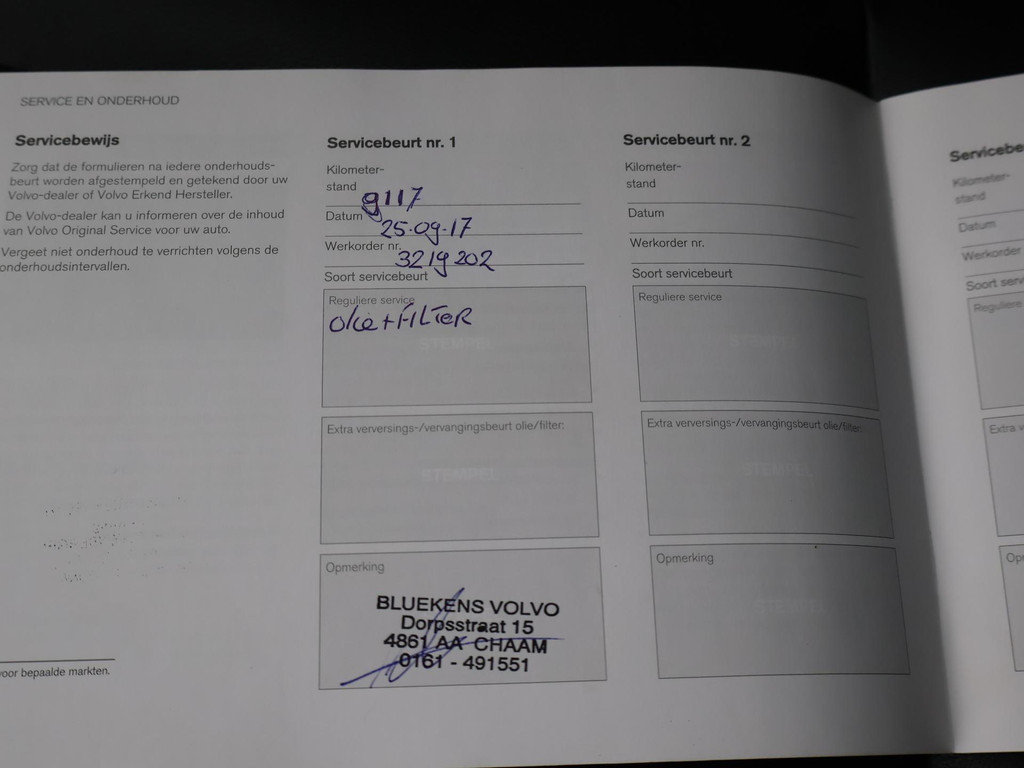 SERVICE EN ONDERHOUD
Servicebewijs
Zorg dat de formulieren na iedere onderhouds-
beurt worden afgestempeld en getekend door uw
Volvo-dealer of Volvo Erkend Hersteller.
De Volvo-dealer kan u informeren over de inhoud
van Volvo Original Service voor uw auto.
Vergeet niet onderhoud te verrichten volgens de
onderhoudsintervallen.
voor bepaalde markten.
Servicebeurt nr. 1
Kilometer-
stand
9117
Datum 25-09-17
Werkorder nr. 3219202
Soort servicebeurt
Reguliere service
Olie + FILTER
STEMPEL
Extra verversings-/vervangingsbeurt olie/filter:
STEMPEL
Opmerking
BLUEKENS VOLVO
Dorpsstraat 15
4861 AA CHAAM
0161 - 491551
Servicebeurt nr. 2
Kilometer-
stand
Datum
Werkorder nr.
Soort servicebeurt
Reguliere service
STEMPEL
Extra verversings-/vervangingsbeurt olie/filter:
STEMPEL
Opmerking
STEMPEL
Servicebe
Kilometer-
stand
Datum
Werkorder
Soort serv
Reguliere
Extra v
Op